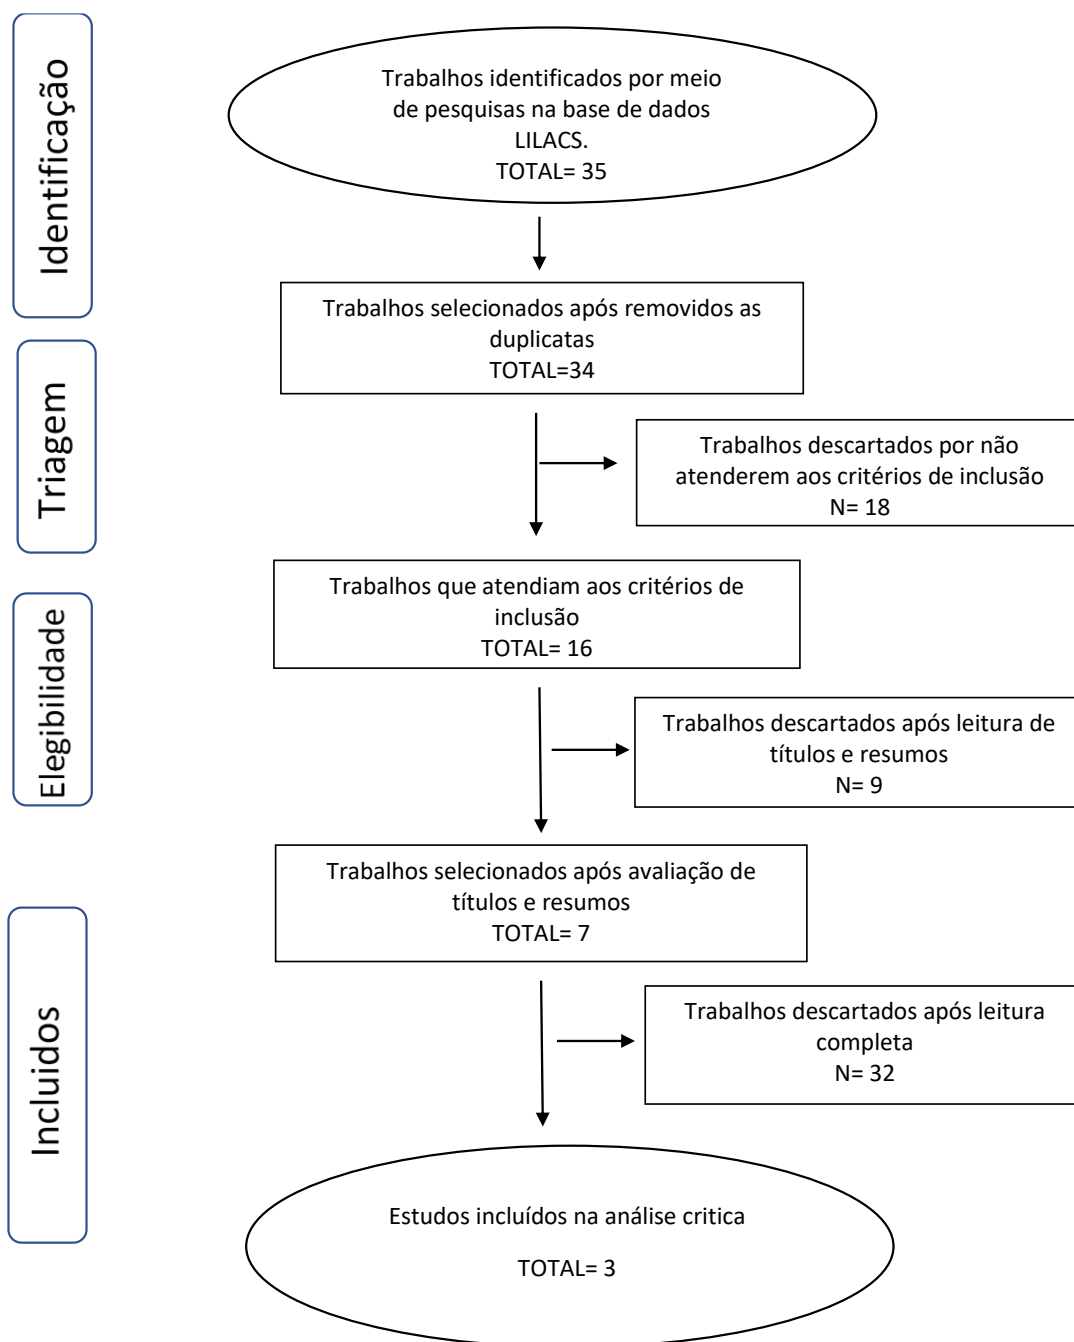 Identificação
Trabalhos identificados por meio
de pesquisas na base de dados
LILACS.
TOTAL= 35
Trabalhos selecionados após removidos as
duplicatas
TOTAL=34
Triagem
Trabalhos descartados por não
atenderem aos critérios de inclusão
N= 18
Trabalhos que atendiam aos critérios de
inclusão
TOTAL= 16
Elegibilidade
Trabalhos descartados após leitura de
títulos e resumos
N= 9
Trabalhos selecionados após avaliação de
títulos e resumos
TOTAL= 7
Incluidos
Trabalhos descartados após leitura
completa
N= 32
Estudos incluídos na análise critica
TOTAL= 3